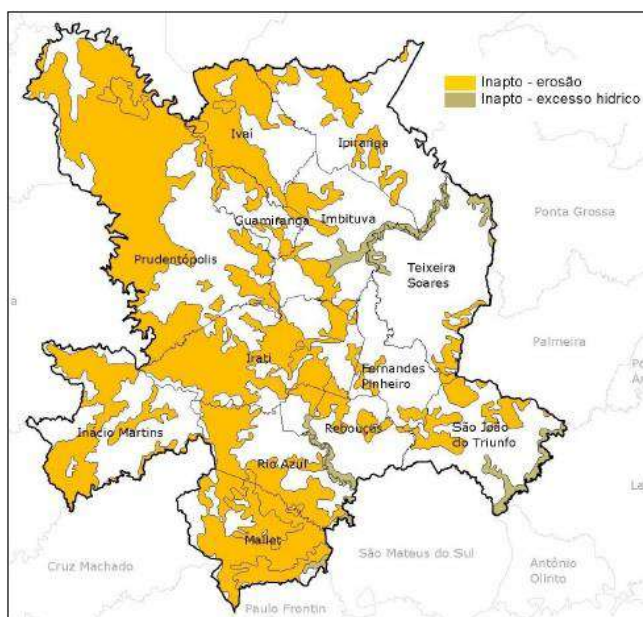 Inapto - erosão
Inapto - excesso hídrico
Ivaí
Ipiranga
Guamiranga
Imbituva
Ponta Grossa
Prudentópolis
Teixeira
Soares
Palmeira
Irati
Fernandes
Pinheiro
Inácio Martins
Rebouças
São João
do Triunfo
Rio Azul
Mallet
São Mateus do Sul
Cruz Machado
Antônio
Olinto
Paulo Frontin